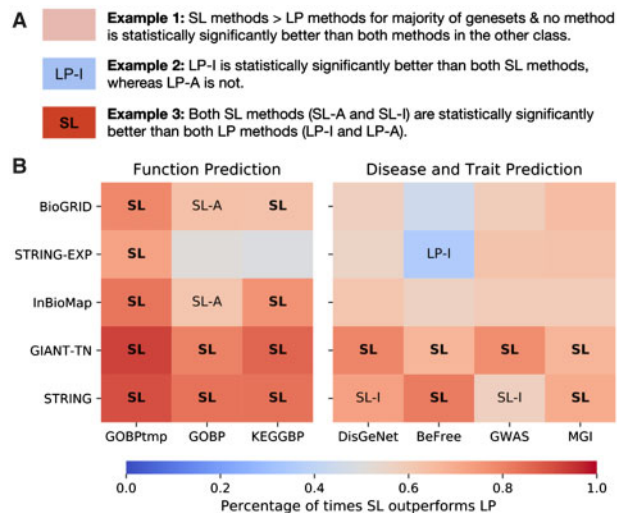 A
Example 1: SL methods > LP methods for majority of genesets & no method
is statistically significantly better than both methods in the other class.
LP-I
Example 2: LP-I is statistically significantly better than both SL methods,
whereas LP-A is not.
SL
Example 3: Both SL methods (SL-A and SL-I) are statistically significantly
better than both LP methods (LP-I and LP-A).
B
Function Prediction
Disease and Trait Prediction
BioGRID
SL SL-A SL
STRING-EXP
SL LP-I
InBioMap
SL SL-A SL
GIANT-TN
SL SL SL SL SL SL SL
STRING
SL SL SL SL-I SL SL-I SL
GOBPtmp GOBP KEGGBP DisGeNet BeFree GWAS MGI
0.0 0.2 0.4 0.6 0.8 1.0
Percentage of times SL outperforms LP